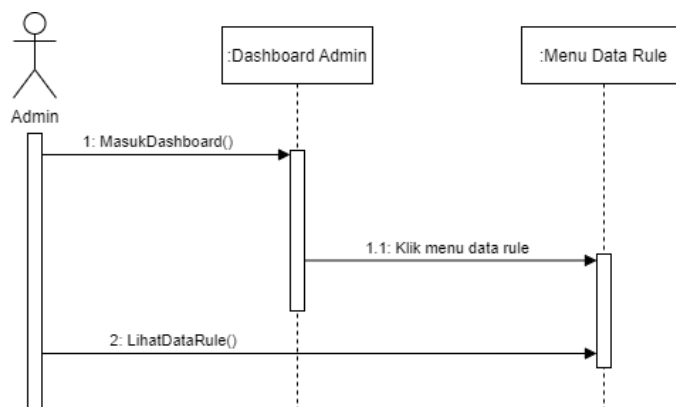 :Dashboard Admin
:Menu Data Rule
Admin
1: MasukDashboard()
1.1: Klik menu data rule
2: LihatDataRule()